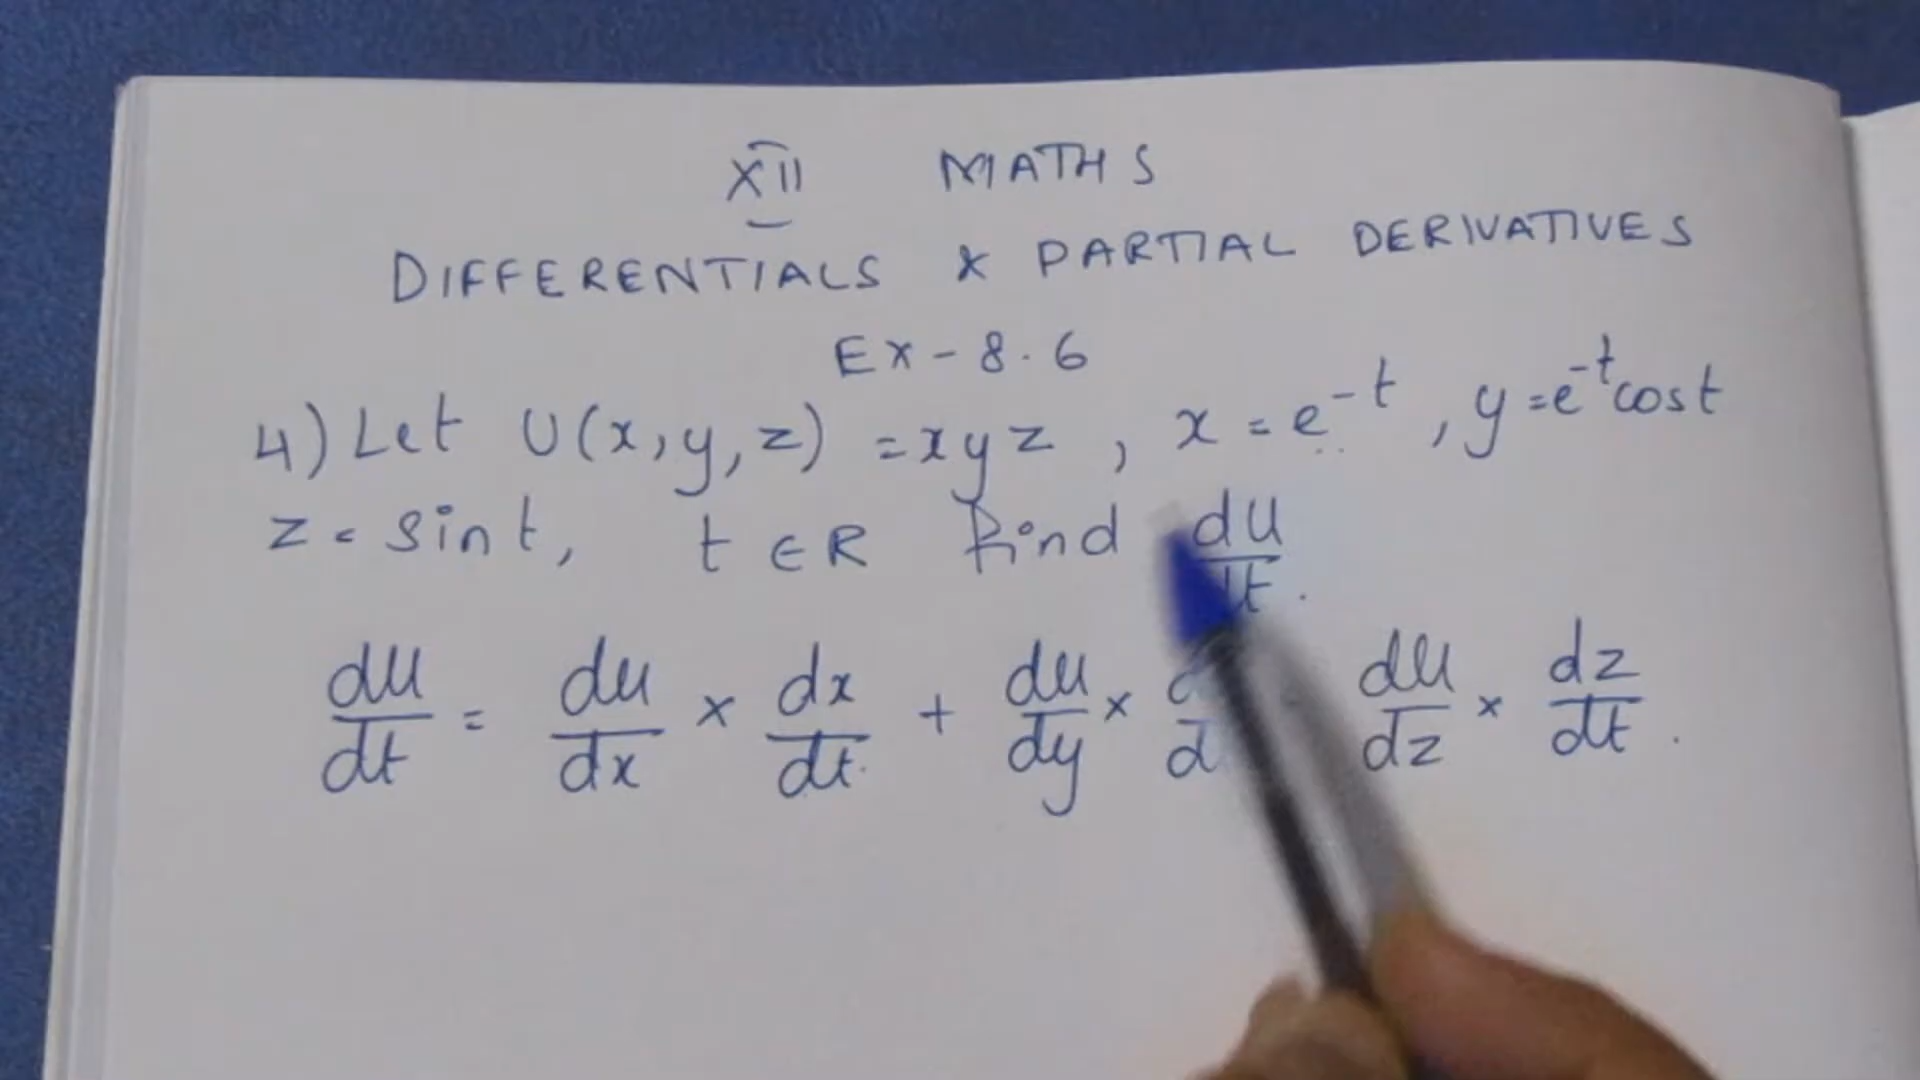 XII MATHS
DIFFERENTIALS & PARTIAL DERIVATIVES
Ex - 8.6
4) Let U(x,y,z) = xyz , x = e^-t , y = e^-t cost
z = sint, t ∈ R find du/dt.
du/dt = du/dx × dx/dt + du/dy × du/dz × dz/dt.